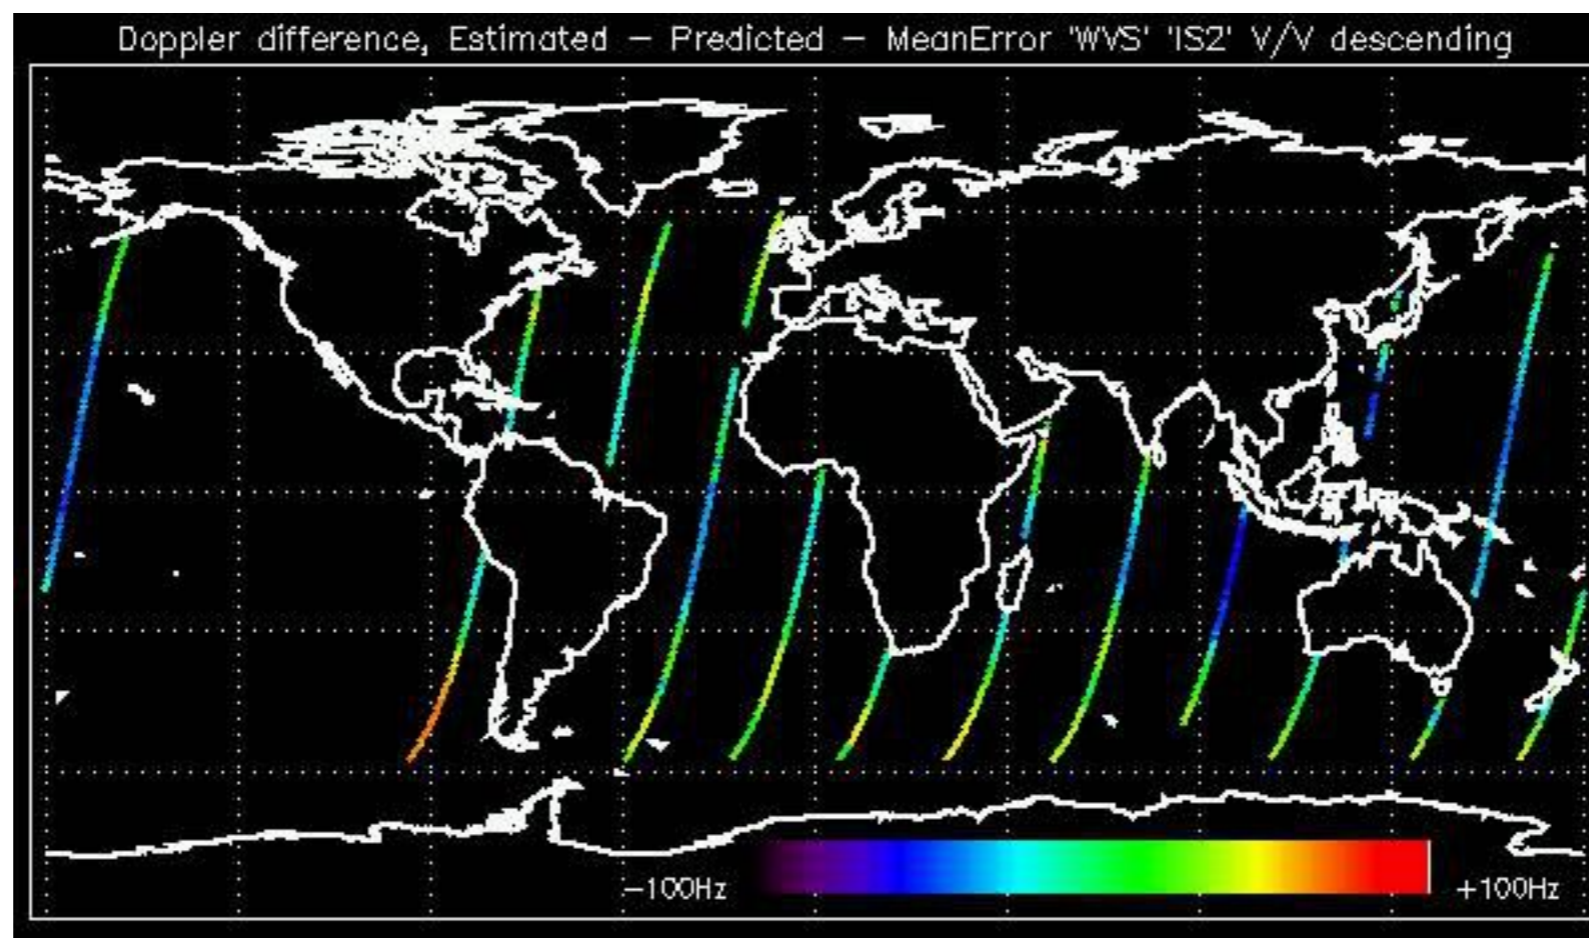 Doppler difference, Estimated – Predicted – MeanError 'WVS' 'IS2' V/V descending
−100Hz
+100Hz